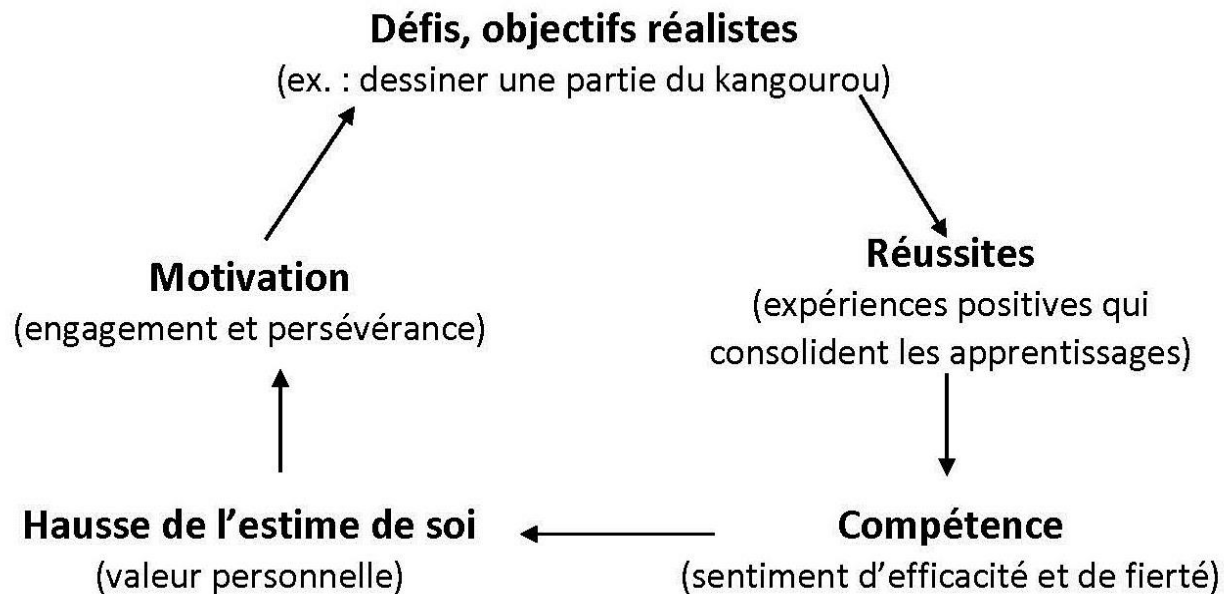 Défis, objectifs réalistes
(ex. : dessiner une partie du kangourou)
Réussites
(expériences positives qui
consolident les apprentissages)
Compétence
(sentiment d’efficacité et de fierté)
Hausse de l’estime de soi
(valeur personnelle)
Motivation
(engagement et persévérance)